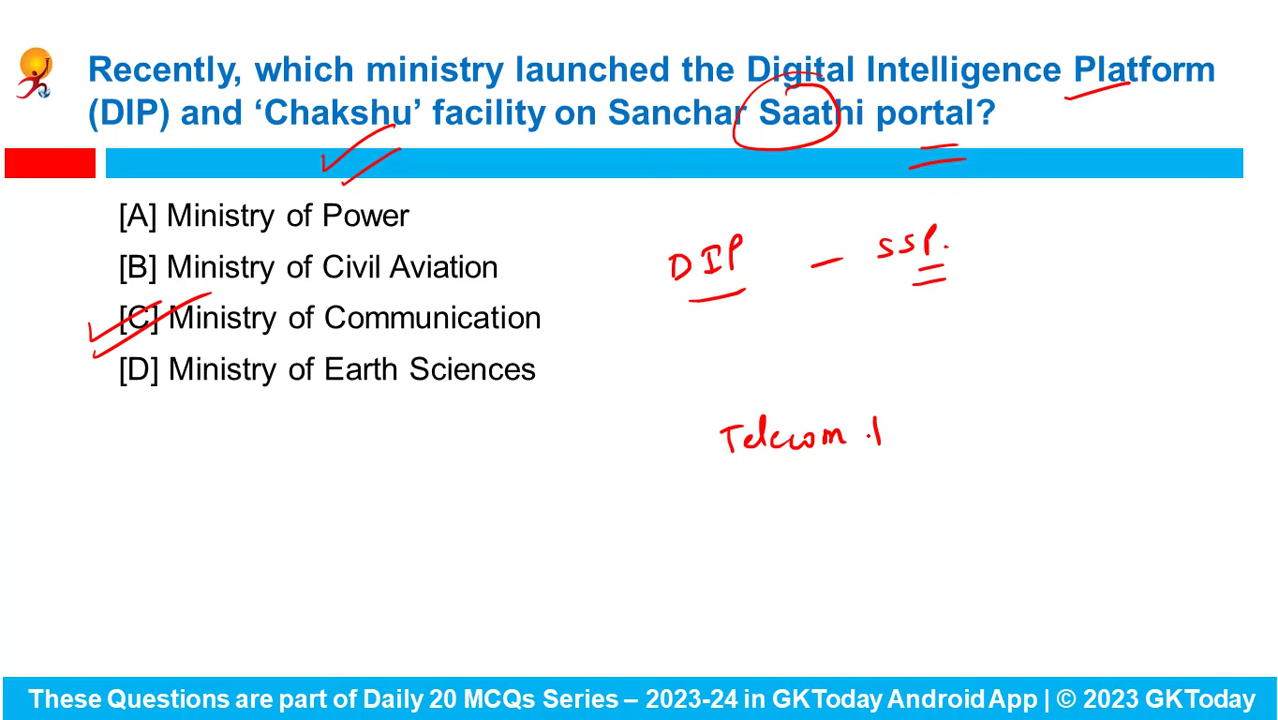 Recently, which ministry launched the Digital Intelligence Platform
(DIP) and ‘Chakshu’ facility on Sanchar Saathi portal?
[A] Ministry of Power
[B] Ministry of Civil Aviation
[C] Ministry of Communication
[D] Ministry of Earth Sciences
DIP – SSP.
Telecom
These Questions are part of Daily 20 MCQs Series – 2023-24 in GKToday Android App | © 2023 GKToday